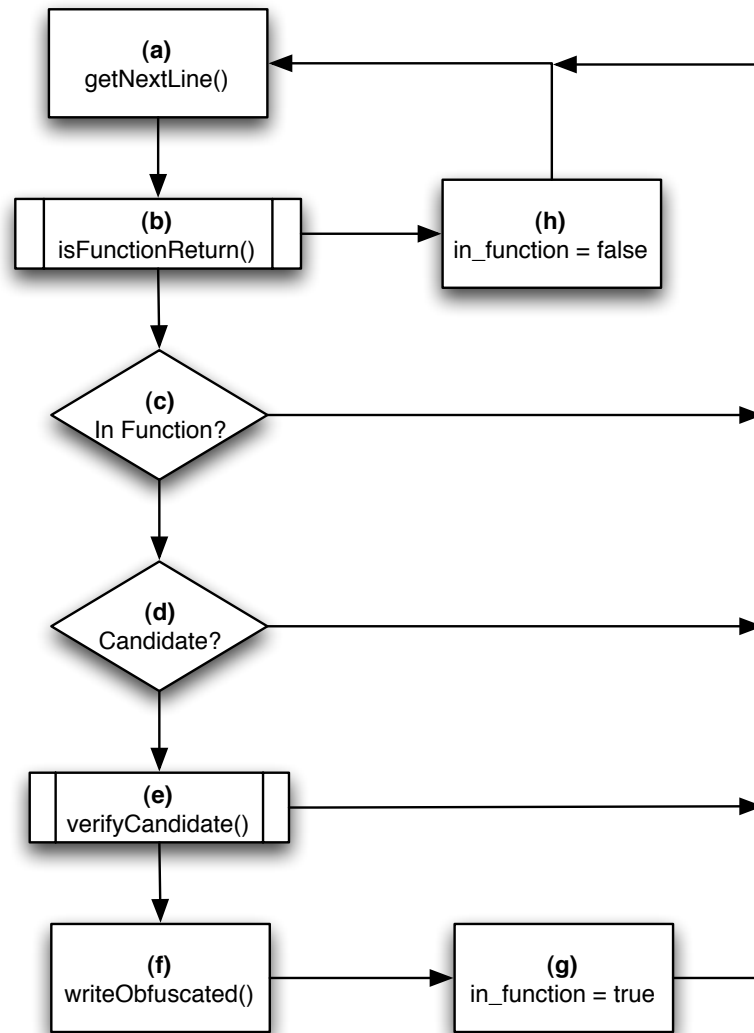 (a)
getNextLine()
(b)
isFunctionReturn()
(h)
in_function = false
(c)
In Function?
(d)
Candidate?
(e)
verifyCandidate()
(f)
writeObfuscated()
(g)
in_function = true